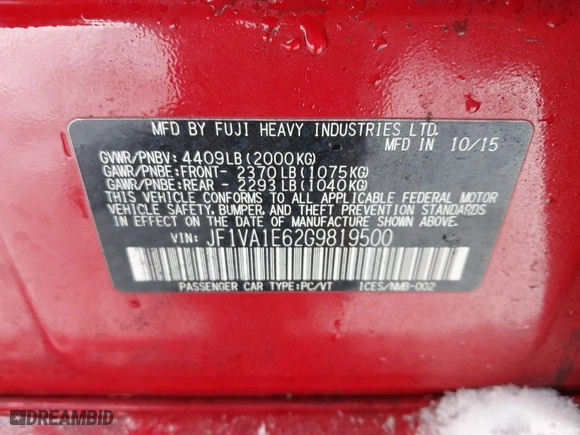 MFD BY FUJI HEAVY INDUSTRIES LTD.
MFD IN 10/15
GVWR/PNBV: 4409LB(2000KG)
GAWR/PNBE:FRONT- 2370LB(1075KG)
GAWR/PNBE:REAR - 2293LB(1040KG)
THIS VEHICLE CONFORMS TO ALL APPLICABLE FEDERAL MOTOR
VEHICLE SAFETY, BUMPER, AND THEFT PREVENTION STANDARDS
IN EFFECT ON THE DATE OF MANUFACTURE SHOWN ABOVE.
VIN: JF1VA1E62G9819500
PASSENGER CAR TYPE:PC/VT ICES/NMB-002
DREAMBID